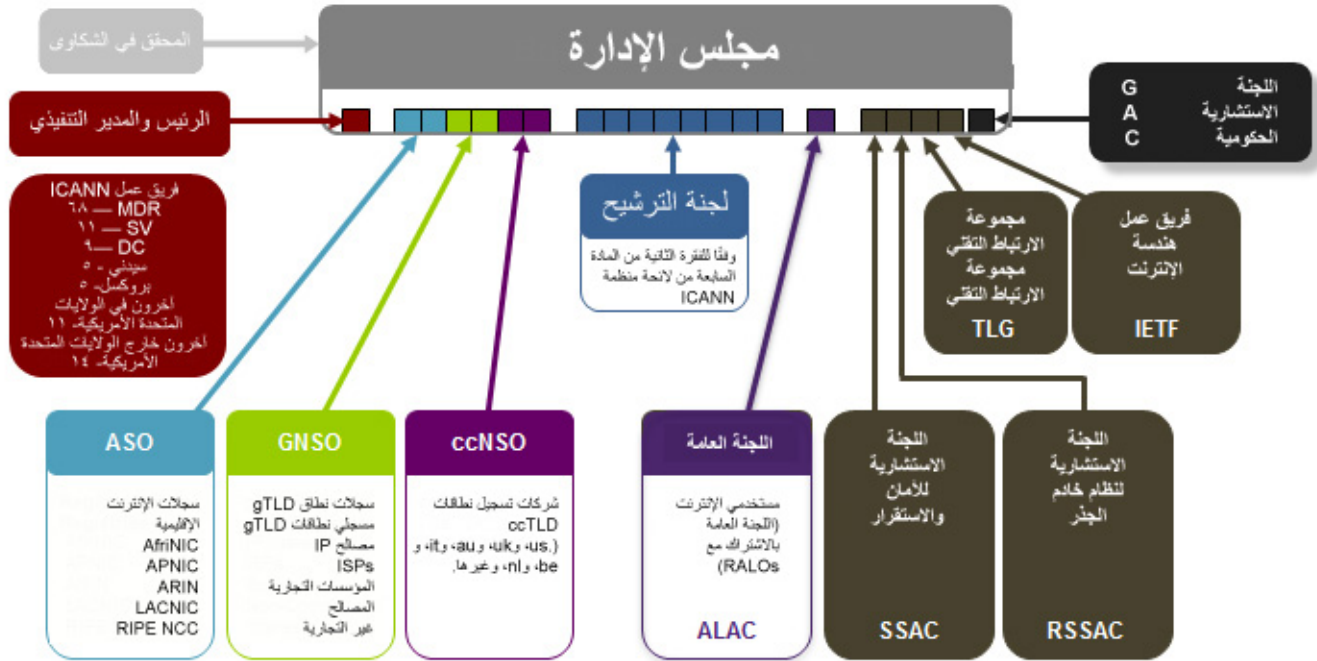 المحقق في الشكاوى
مجلس الإدارة
الرئيس والمدير التنفيذي
اللجنة G
الاستشارية A
الحكومية C
فريق عمل ICANN
MDR — ٦٨
SV — ١١
DC — ٩
سيدني - ٥
بروكسل- ٥
آخرون في الولايات
المتحدة الأمريكية- ١١
آخرون خارج الولايات المتحدة
الأمريكية- ١٤
لجنة الترشيح
وفقًا للفقرة الثانية من المادة
السابعة من لائحة منظمة
ICANN
مجموعة
الارتباط التقني
مجموعة
الارتباط التقني
TLG
فريق عمل
هندسة
الإنترنت
IETF
ASO
سجلات الإنترنت
الإقليمية
AfriNIC
APNIC
ARIN
LACNIC
RIPE NCC
GNSO
سجلات نطاق gTLD
مسجلي نطاقات gTLD
مصالح IP
ISPs
المؤسسات التجارية
المصالح
غير التجارية
ccNSO
شركات تسجيل نطاقات
ccTLD
(.us، وuk، وau، وit، و
be، وnl، وغيرها.
اللجنة العامة
مستخدمي الإنترنت
(اللجنة العامة
بالاشتراك مع
RALOs)
ALAC
اللجنة
الاستشارية
للأمان
والاستقرار
SSAC
اللجنة
الاستشارية
لنظام خادم
الجذر
RSSAC